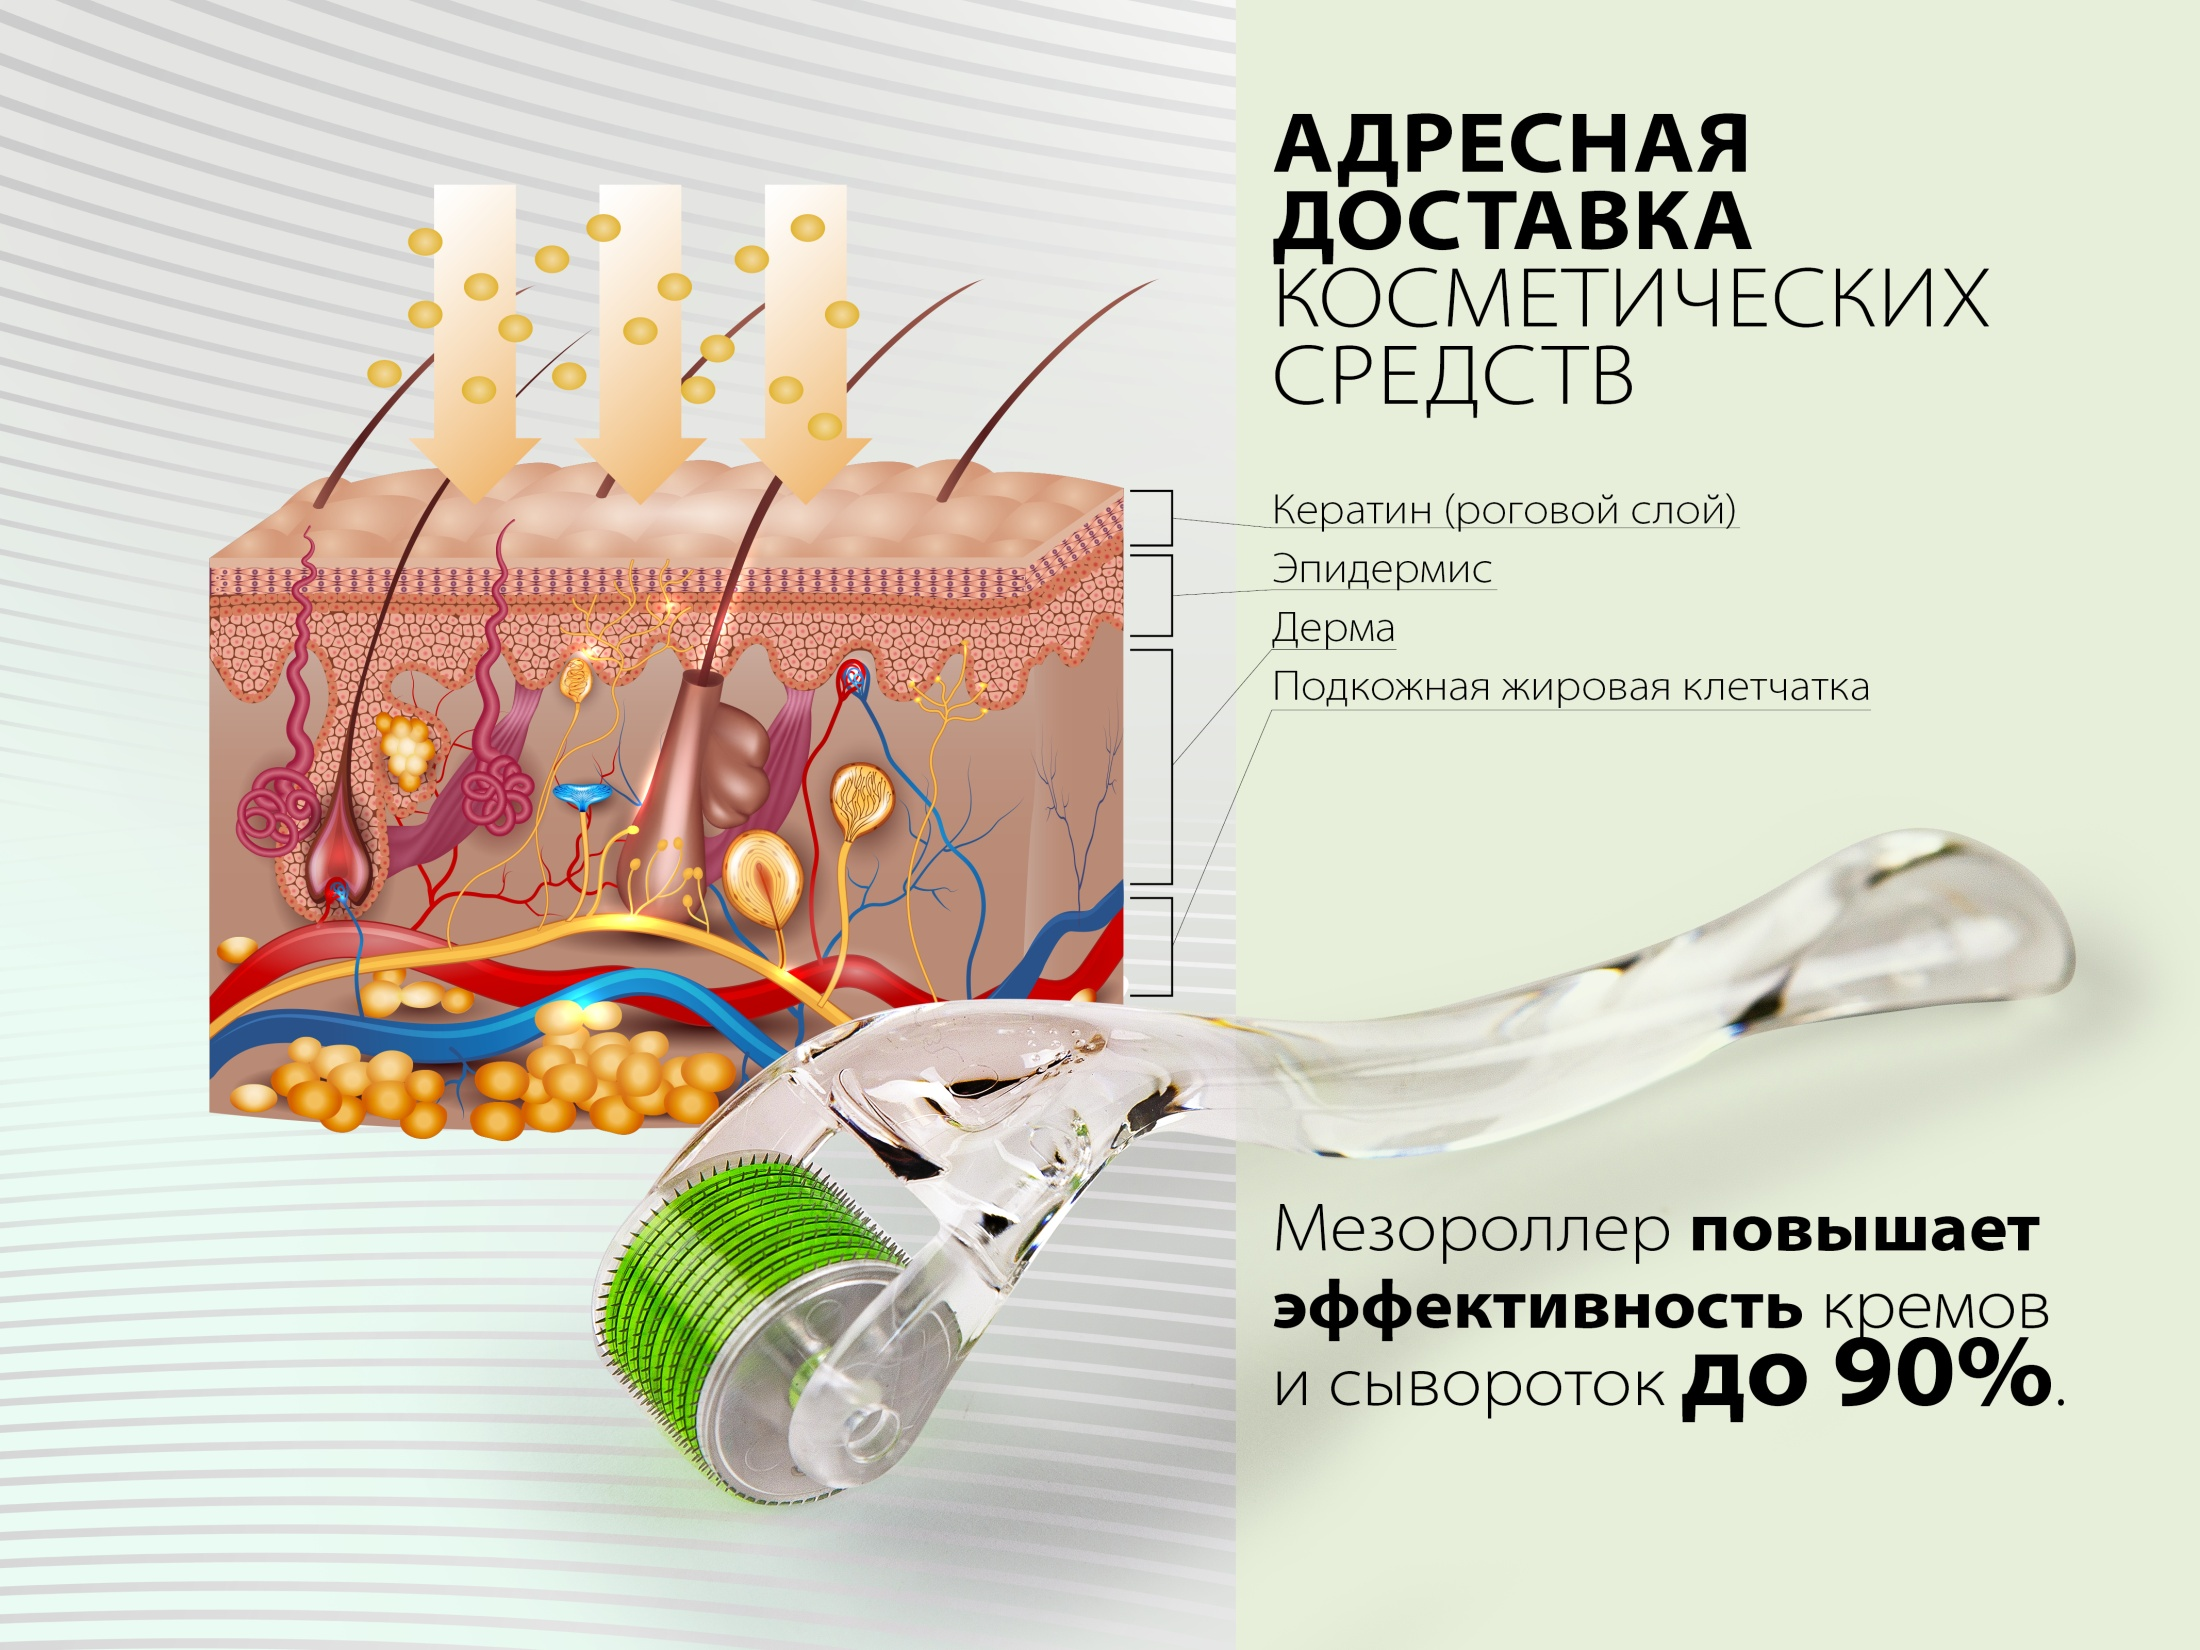 АДРЕСНАЯ
ДОСТАВКА
КОСМЕТИЧЕСКИХ
СРЕДСТВ
Кератин (роговой слой)
Эпидермис
Дерма
Подкожная жировая клетчатка
Мезороллер повышает
эффективность кремов
и сывороток до 90%.